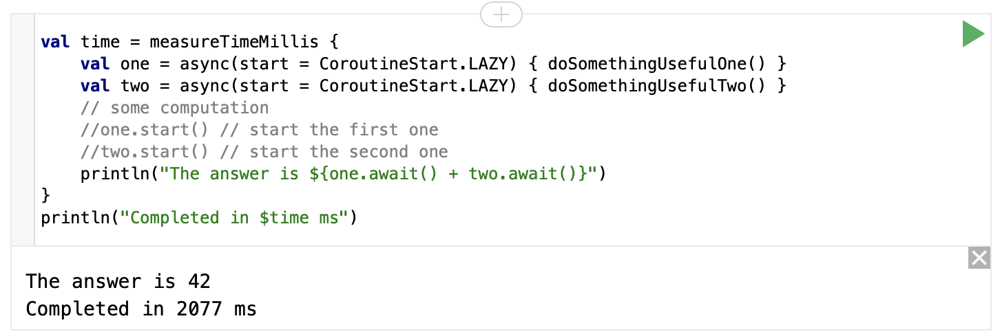 val time = measureTimeMillis {
    val one = async(start = CoroutineStart.LAZY) { doSomethingUsefulOne() }
    val two = async(start = CoroutineStart.LAZY) { doSomethingUsefulTwo() }
    // some computation
    //one.start() // start the first one
    //two.start() // start the second one
    println("The answer is ${one.await() + two.await()}")
}
println("Completed in $time ms")
The answer is 42
Completed in 2077 ms